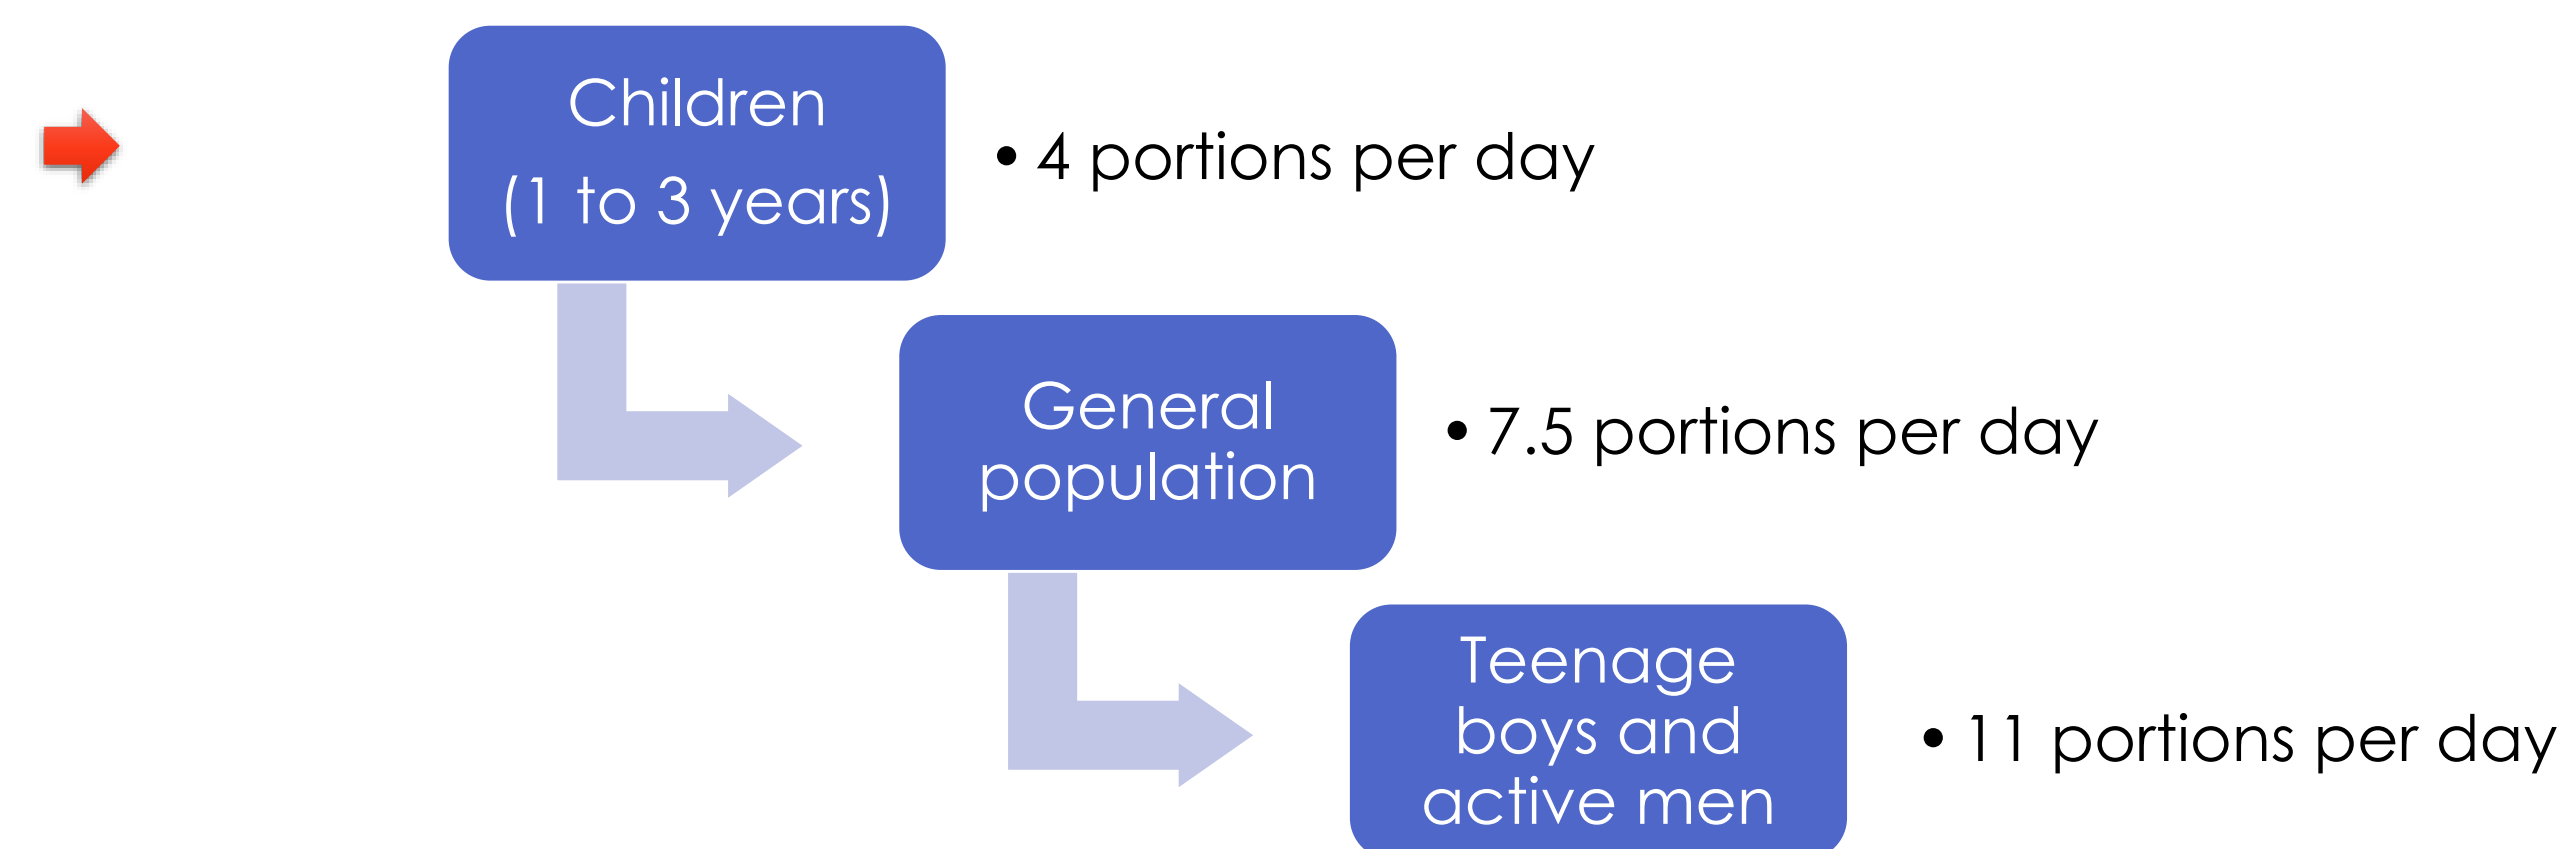 Children
(1 to 3 years)
• 4 portions per day
General
population
• 7.5 portions per day
Teenage
boys and
active men
• 11 portions per day